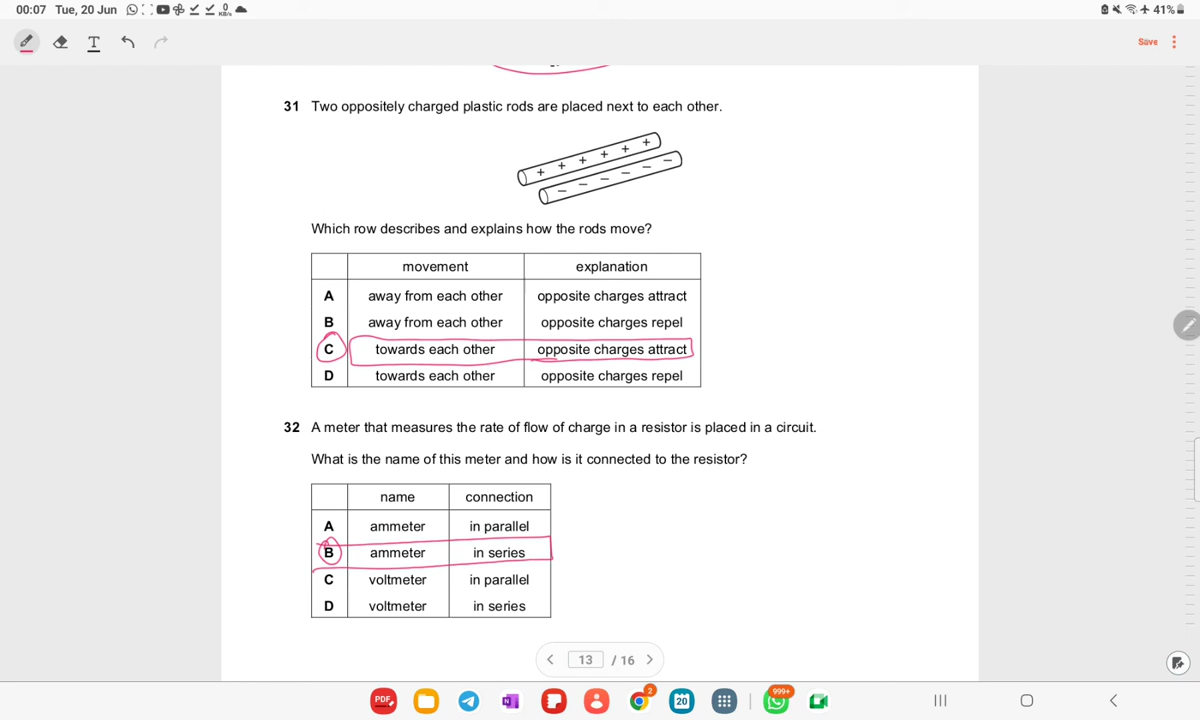 00:07 Tue, 20 Jun
0
KB/s
41%
T
Save
31 Two oppositely charged plastic rods are placed next to each other.
+ + + + + +
− − − − − −
Which row describes and explains how the rods move?
movement explanation
A away from each other opposite charges attract
B away from each other opposite charges repel
C towards each other opposite charges attract
D towards each other opposite charges repel
32 A meter that measures the rate of flow of charge in a resistor is placed in a circuit.
What is the name of this meter and how is it connected to the resistor?
name connection
A ammeter in parallel
B ammeter in series
C voltmeter in parallel
D voltmeter in series
13 / 16
PDF
N
2
20
999+